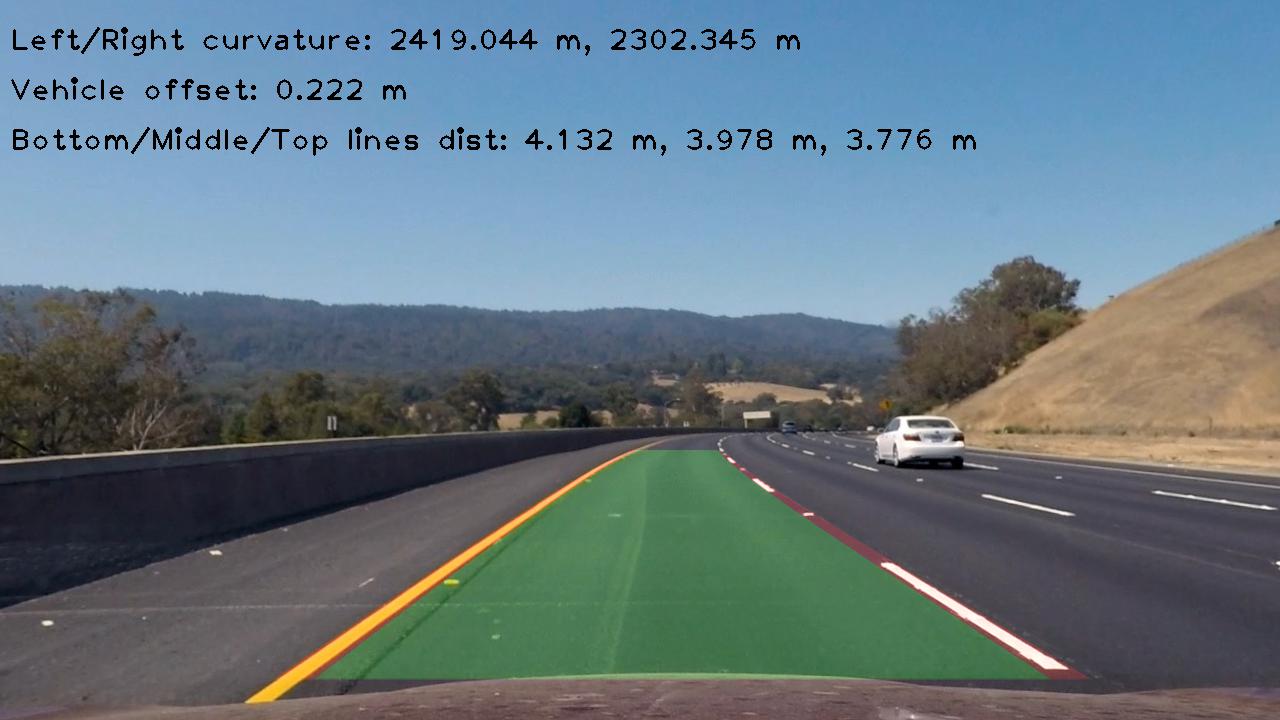 Left/Right curvature: 2419.044 m, 2302.345 m
Vehicle offset: 0.222 m
Bottom/Middle/Top lines dist: 4.132 m, 3.978 m, 3.776 m